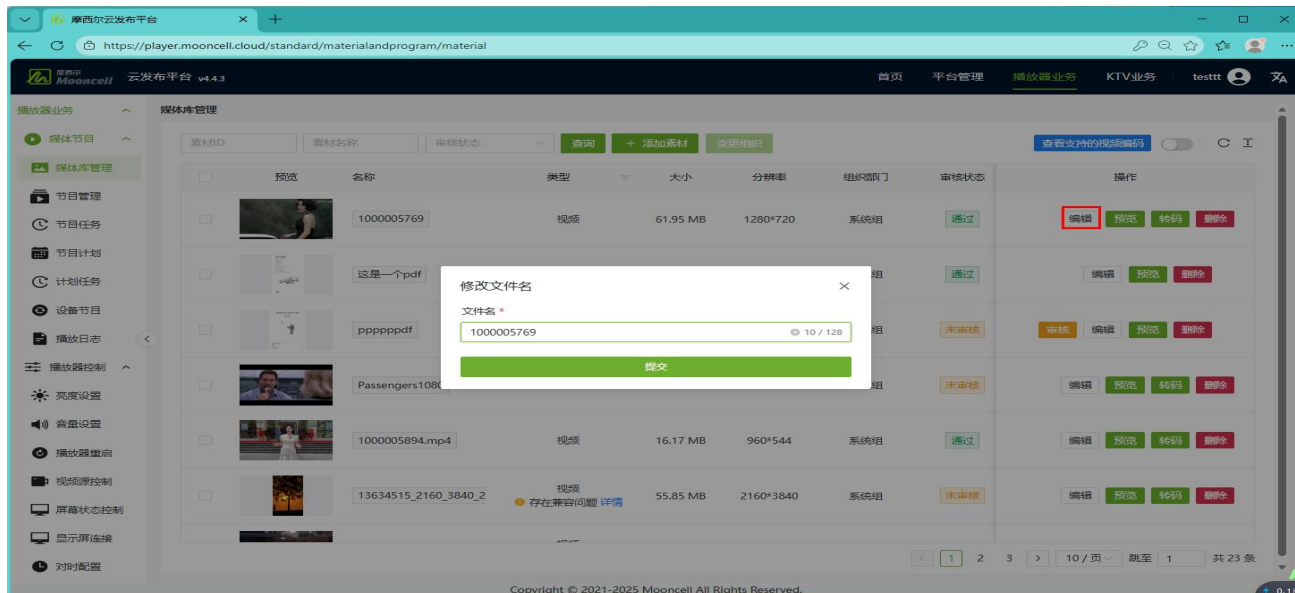 摩西尔云发布平台
https://player.mooncell.cloud/standard/materialandprogram/material
摩西尔 Mooncell 云发布平台 v4.4.3 首页 平台管理 播放器业务 KTV业务 testtt
播放器业务
媒体节目
媒体库管理
节目管理
节目任务
节目计划
计划任务
设备节目
播放日志
播放器控制
亮度设置
音量设置
播放器重启
视频源控制
屏幕状态控制
显示屏连接
对时配置
媒体库管理
素材ID 素材名称 审核状态 查询 + 添加素材 变更组织 查看支持的视频编码
预览 名称 类型 大小 分辨率 组织部门 审核状态 操作
1000005769 视频 61.95 MB 1280*720 系统组 通过 编辑 预览 转码 删除
这是一个pdf 组 通过 编辑 预览 删除
ppppppdf 组 未审核 审核 编辑 预览 删除
Passengers108 组 未审核 编辑 预览 转码 删除
1000005894.mp4 视频 16.17 MB 960*544 系统组 通过 编辑 预览 转码 删除
13634515_2160_3840_2 视频 存在兼容问题 详情 55.85 MB 2160*3840 系统组 未审核 编辑 预览 转码 删除
修改文件名
文件名 *
1000005769 10 / 128
提交
1 2 3 10 / 页 跳至 1 共 23 条
Copyright © 2021-2025 Mooncell All Rights Reserved.